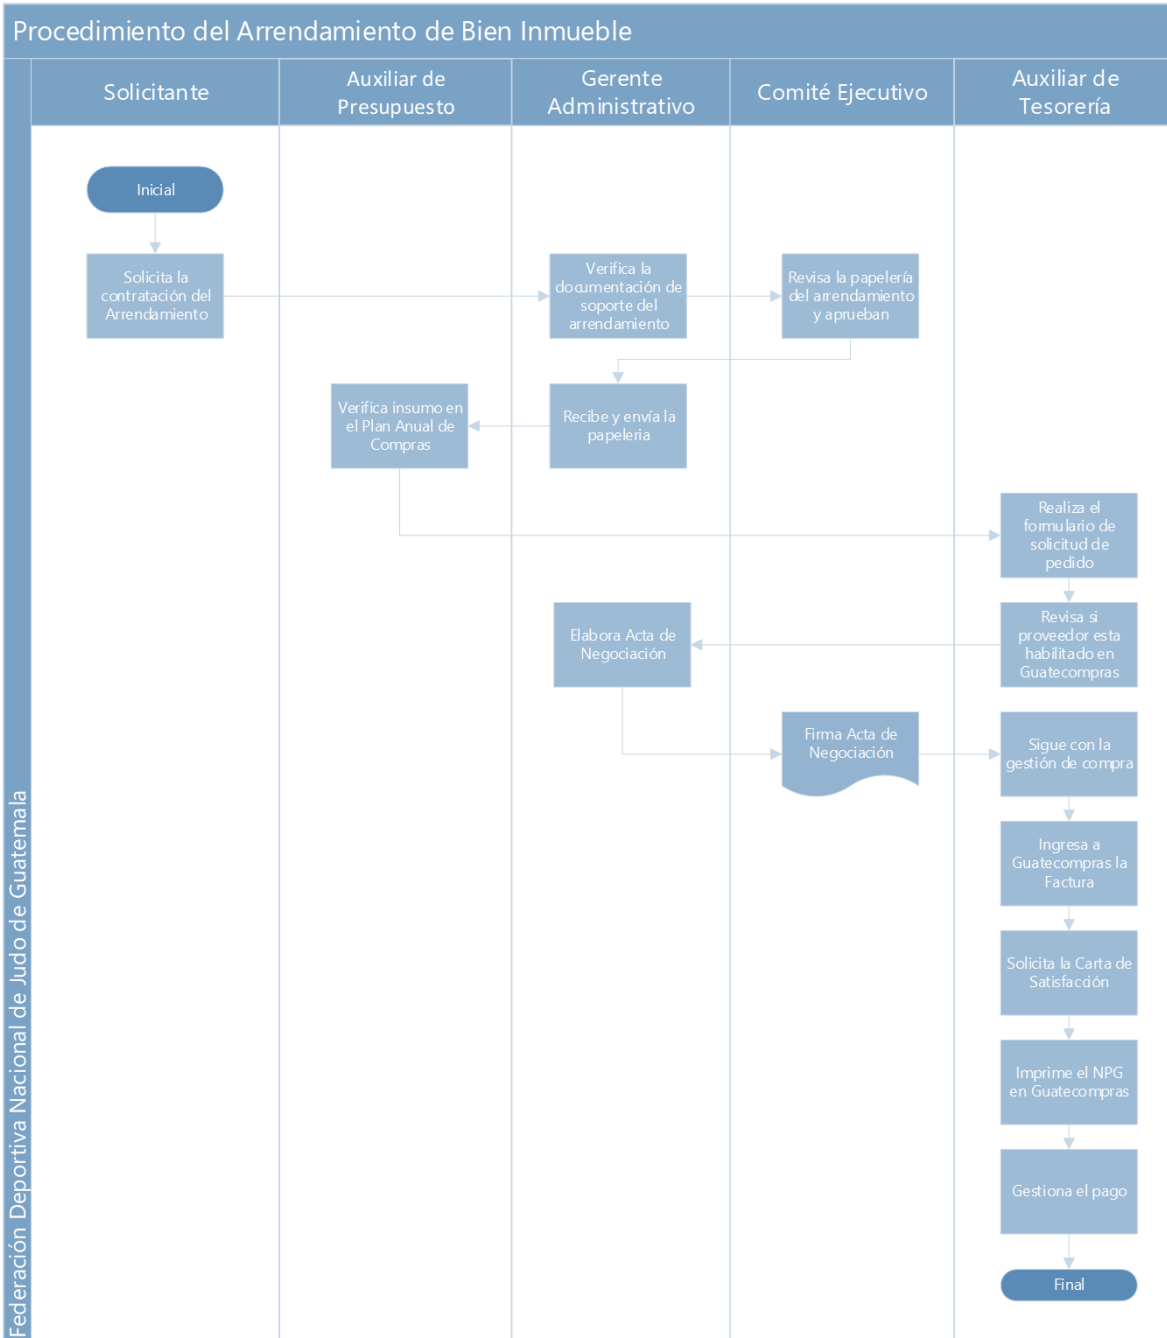 Procedimiento del Arrendamiento de Bien Inmueble
Federación Deportiva Nacional de Judo de Guatemala
Solicitante
Auxiliar de
Presupuesto
Gerente
Administrativo
Comité Ejecutivo
Auxiliar de
Tesorería
Inicial
Solicita la
contratación del
Arrendamiento
Verifica la
documentación de
soporte del
arrendamiento
Revisa la papelería
del arrendamiento
y aprueban
Verifica insumo en
el Plan Anual de
Compras
Recibe y envía la
papeleria
Realiza el
formulario de
solicitud de
pedido
Elabora Acta de
Negociación
Revisa si
proveedor esta
habilitado en
Guatecompras
Firma Acta de
Negociación
Sigue con la
gestión de compra
Ingresa a
Guatecompras la
Factura
Solicita la Carta de
Satisfacción
Imprime el NPG
en Guatecompras
Gestiona el pago
Final